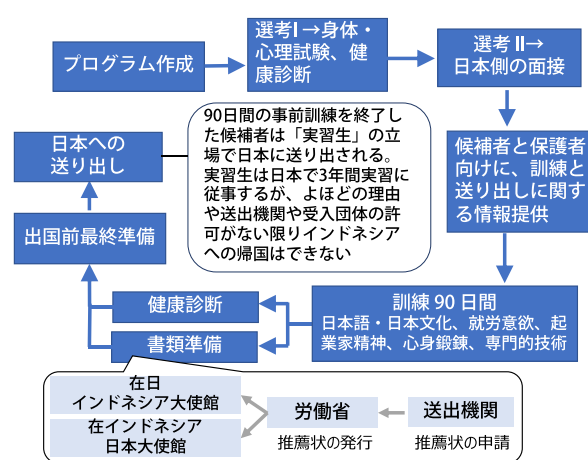 プログラム作成
選考Ⅰ→身体・
心理試験、健
康診断
選考Ⅱ→
日本側の面接
候補者と保護者
向けに、訓練と
送り出しに関す
る情報提供
訓練 90 日間
日本語・日本文化、就労意欲、起
業家精神、心身鍛錬、専門的技術
健康診断
書類準備
出国前最終準備
日本への
送り出し
90日間の事前訓練を終了し
た候補者は「実習生」の立
場で日本に送り出される。
実習生は日本で3年間実習に
従事するが、よほどの理由
や送出機関や受入団体の許
可がない限りインドネシア
への帰国はできない
在日
インドネシア大使館
在インドネシア
日本大使館
労働省
推薦状の発行
送出機関
推薦状の申請